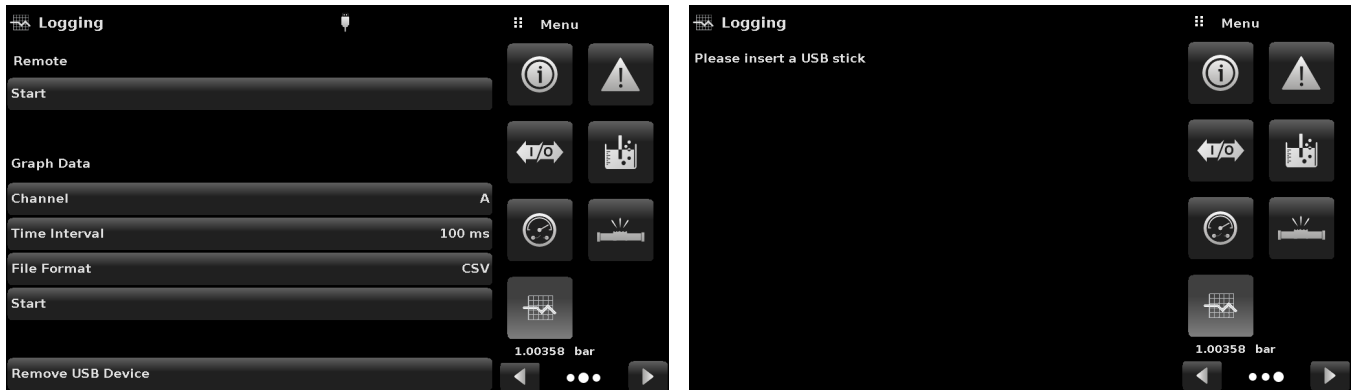 Logging
Menu
Remote
Start
Graph Data
Channel A
Time Interval 100 ms
File Format CSV
Start
Remove USB Device
I/O
1.00358 bar
Logging
Menu
Please insert a USB stick
I/O
1.00358 bar